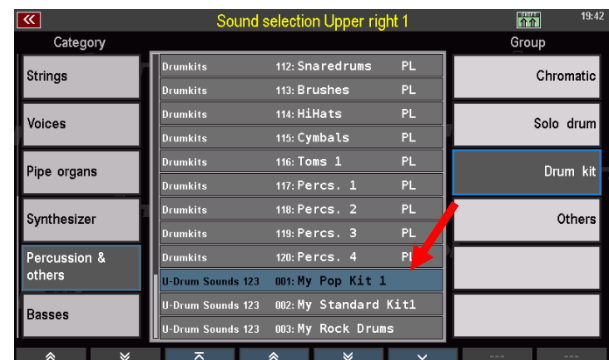 Sound selection Upper right 1
19:42
Category
Group
Strings
Voices
Pipe organs
Synthesizer
Percussion &
others
Basses
Drumkits 112: Snaredrums PL
Drumkits 113: Brushes PL
Drumkits 114: HiHats PL
Drumkits 115: Cymbals PL
Drumkits 116: Toms 1 PL
Drumkits 117: Percs. 1 PL
Drumkits 118: Percs. 2 PL
Drumkits 119: Percs. 3 PL
Drumkits 120: Percs. 4 PL
U-Drum Sounds 123 001: My Pop Kit 1
U-Drum Sounds 123 002: My Standard Kit1
U-Drum Sounds 123 003: My Rock Drums
Chromatic
Solo drum
Drum kit
Others
--- ---